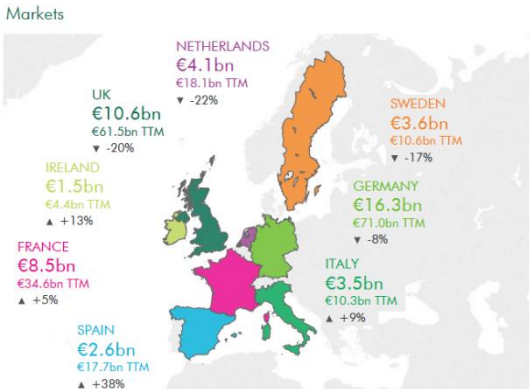 Markets
NETHERLANDS
€4.1bn
€18.1bn TTM
▼ -22%
UK
€10.6bn
€61.5bn TTM
▼ -20%
SWEDEN
€3.6bn
€10.6bn TTM
▼ -17%
IRELAND
€1.5bn
€4.4bn TTM
▲ +13%
GERMANY
€16.3bn
€71.0bn TTM
▼ -8%
FRANCE
€8.5bn
€34.6bn TTM
▲ +5%
ITALY
€3.5bn
€10.3bn TTM
▲ +9%
SPAIN
€2.6bn
€17.7bn TTM
▲ +38%